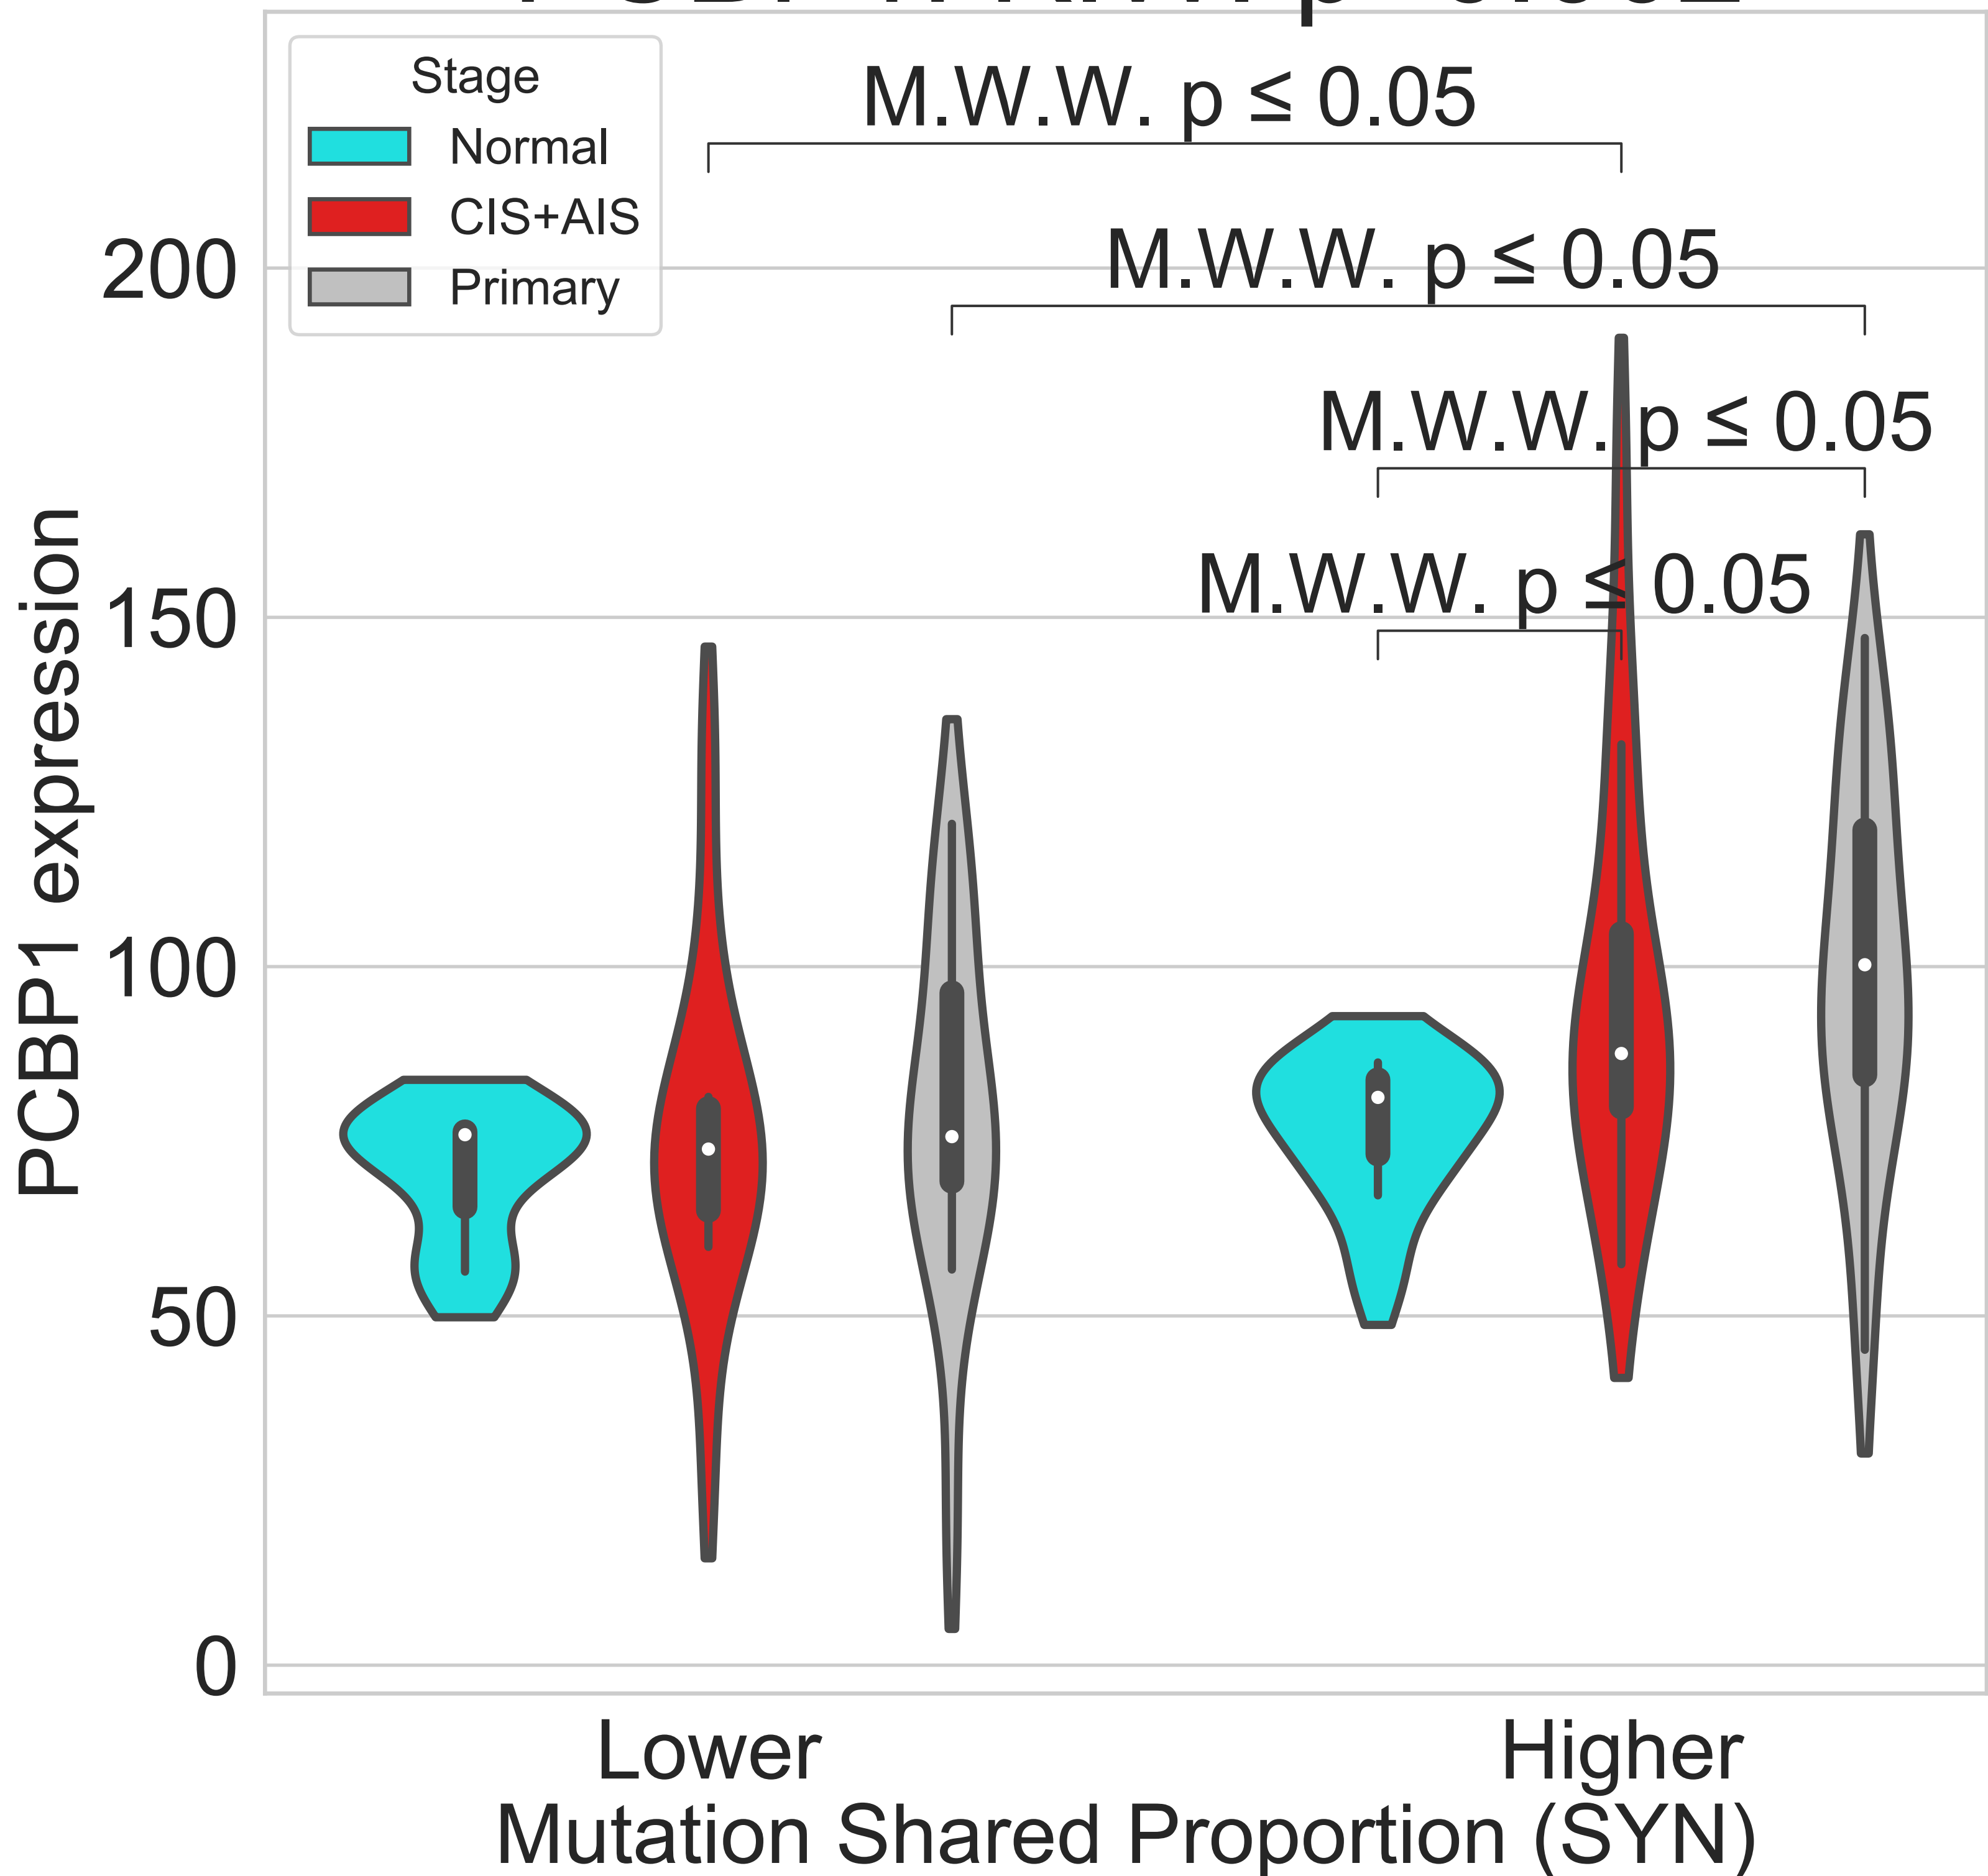 Stage
Normal
CIS+AIS
Primary
M.W.W. p ≤ 0.05
M.W.W. p ≤ 0.05
M.W.W. p ≤ 0.05
M.W.W. p ≤ 0.05
PCBP1 expression
200
150
100
50
0
Lower
Higher
Mutation Shared Proportion (SYN)